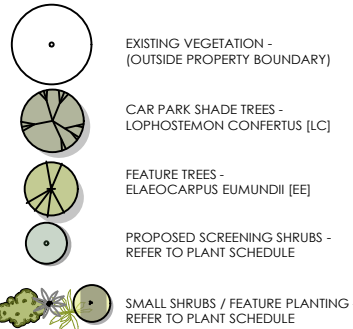 EXISTING VEGETATION -
(OUTSIDE PROPERTY BOUNDARY)
CAR PARK SHADE TREES -
LOPHOSTEMON CONFERTUS [LC]
FEATURE TREES -
ELAEOCARPUS EUMUNDII [EE]
PROPOSED SCREENING SHRUBS -
REFER TO PLANT SCHEDULE
SMALL SHRUBS / FEATURE PLANTING
REFER TO PLANT SCHEDULE